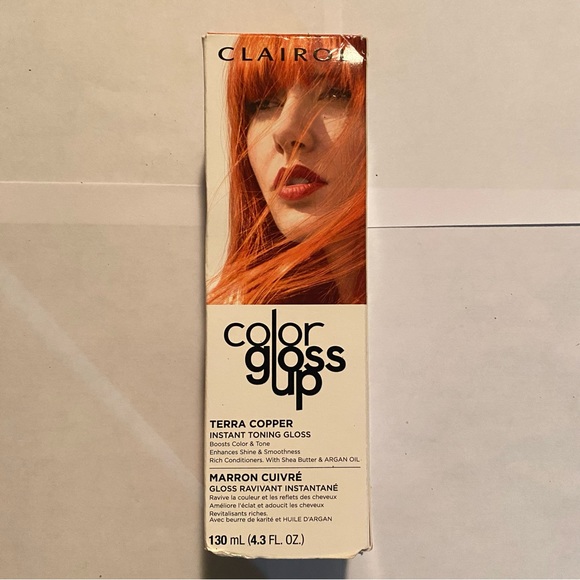 CLAIROL
color
gloss
up
TERRA COPPER
INSTANT TONING GLOSS
Boosts Color & Tone
Enhances Shine & Smoothness
Rich Conditioners. With Shea Butter & ARGAN OIL
MARRON CUIVRÉ
GLOSS RAVIVANT INSTANTANÉ
Ravive la couleur et les reflets des cheveux
Améliore l'éclat et adoucit les cheveux
Revitalisants riches.
Avec beurre de karité et HUILE D'ARGAN
130 mL (4.3 FL. OZ.)